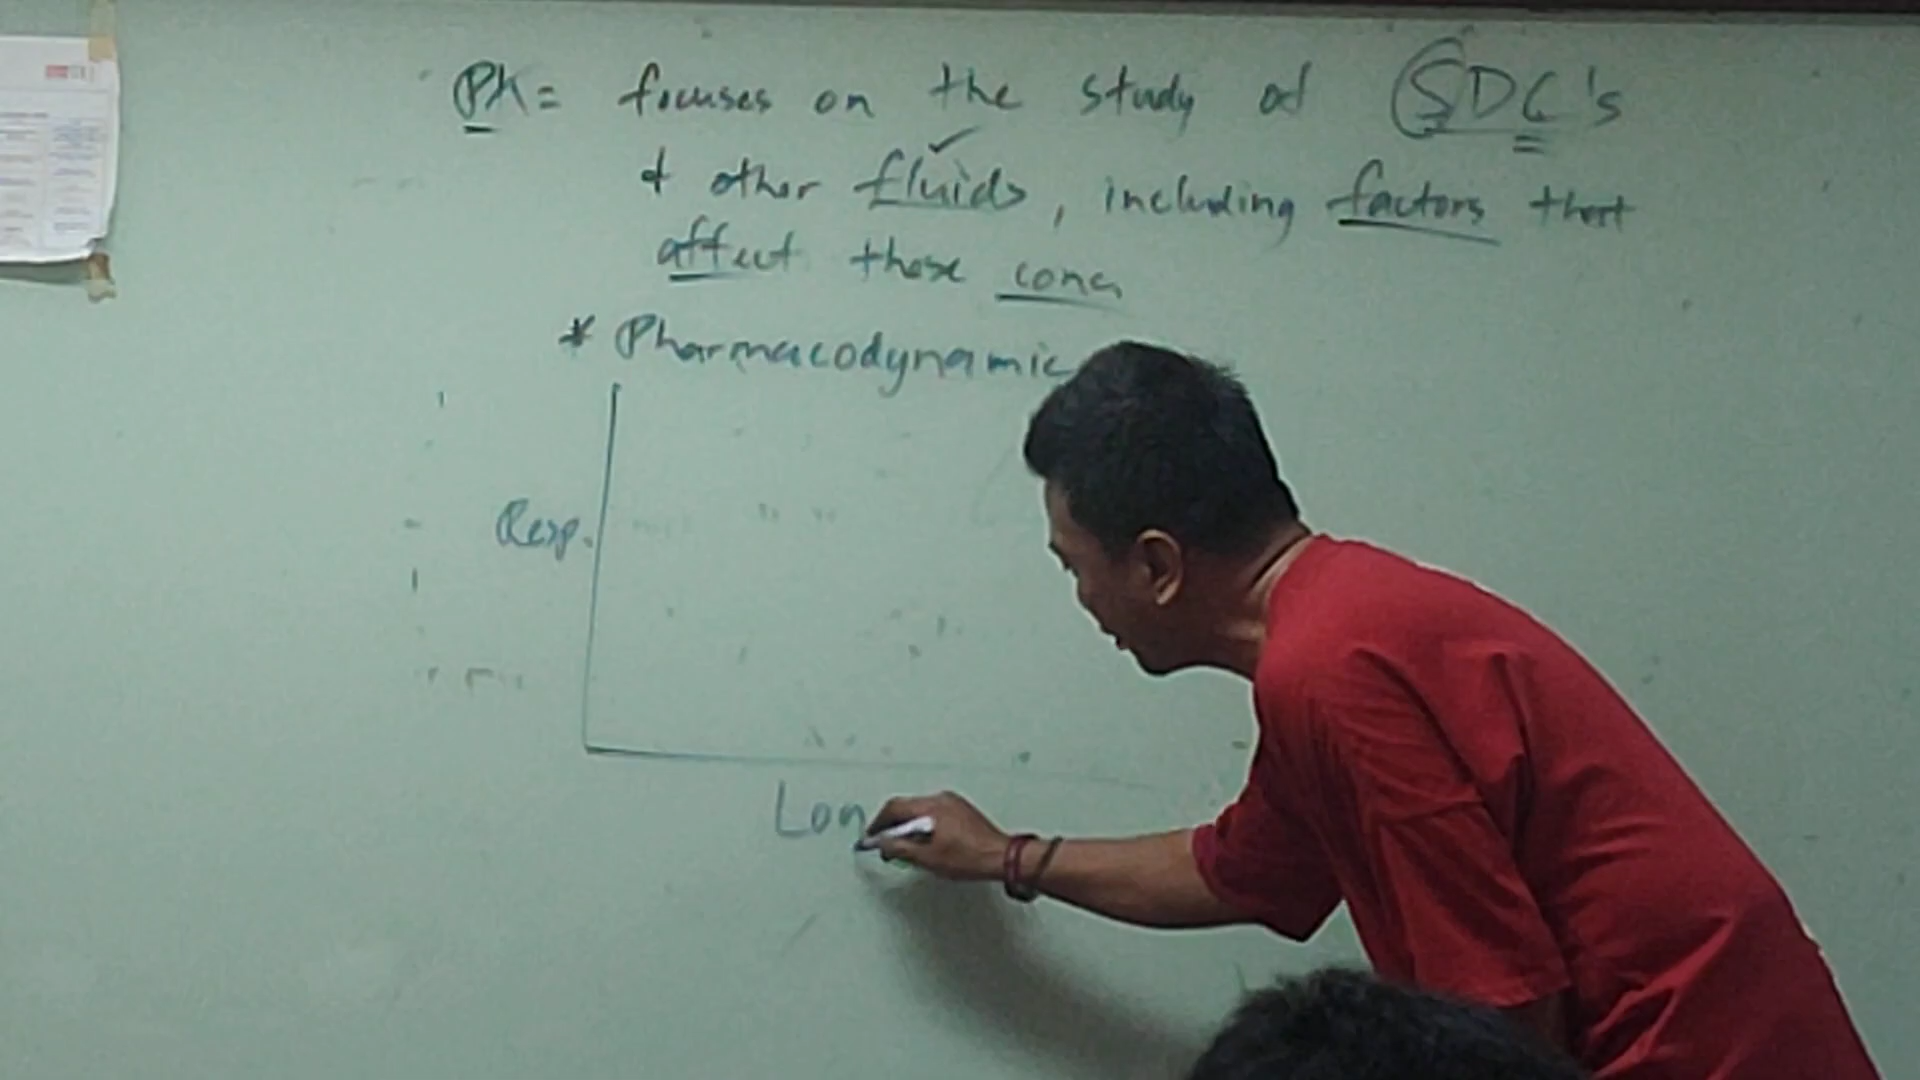 PK = focuses on the study of SDC's
& other fluids, including factors that
affect these conc.
* Pharmacodynamic
Resp.
Con